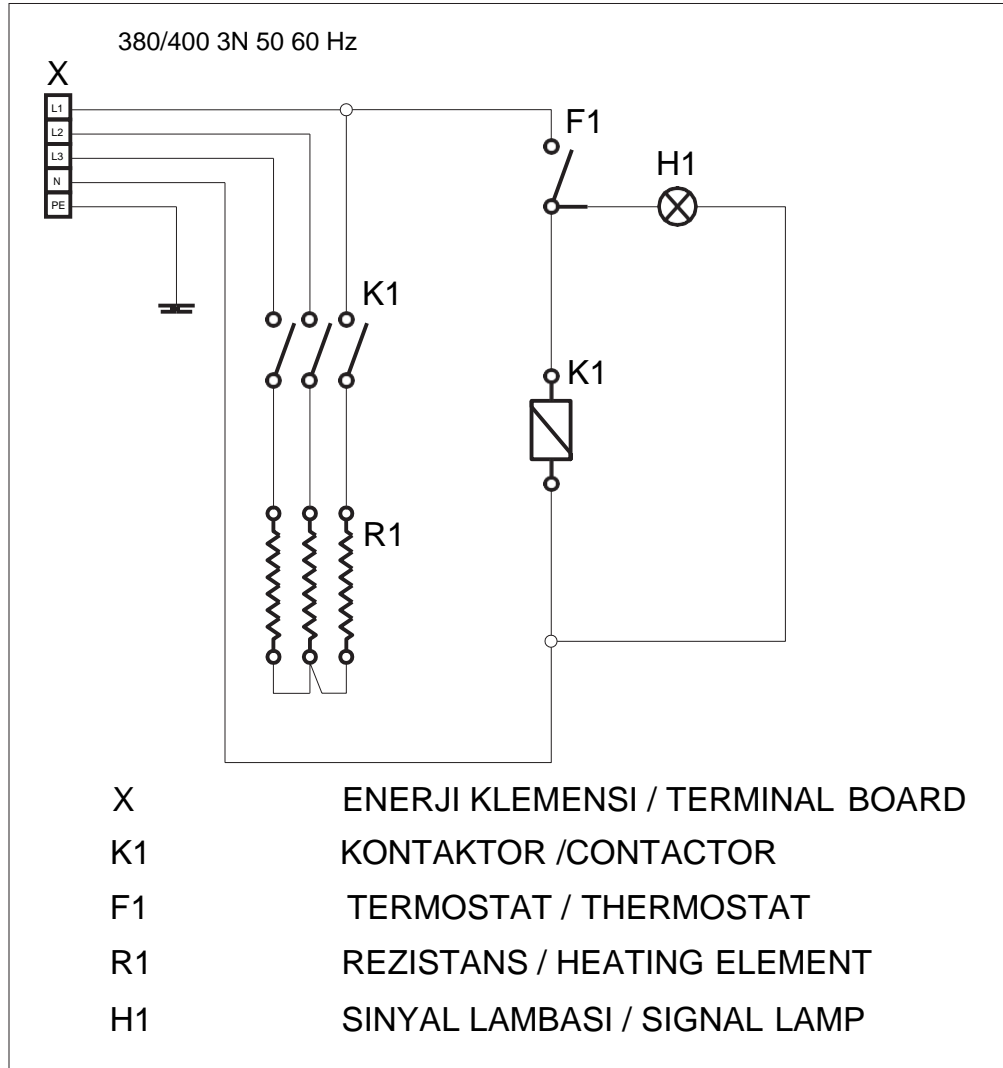 380/400 3N 50 60 Hz
X
L1
L2
L3
N
PE
F1
H1
K1
K1
R1
X ENERJI KLEMENSI / TERMINAL BOARD
K1 KONTAKTOR /CONTACTOR
F1 TERMOSTAT / THERMOSTAT
R1 REZISTANS / HEATING ELEMENT
H1 SINYAL LAMBASI / SIGNAL LAMP